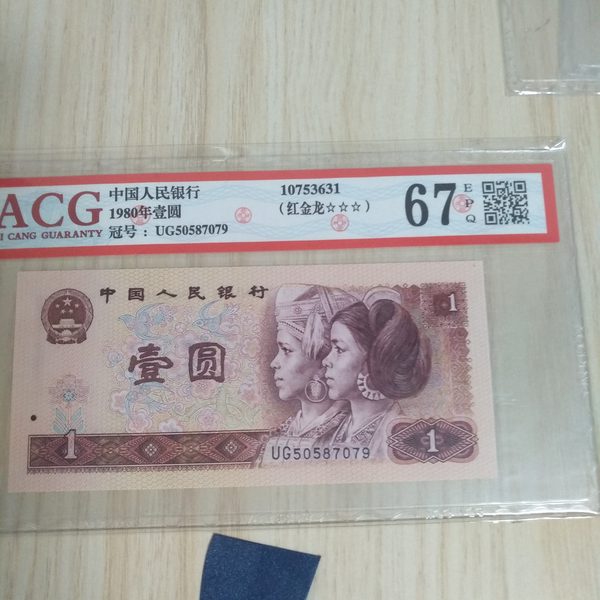 ACG
I CANG GUARANTY
中国人民银行
1980年壹圆
冠号：UG50587079
10753631
（红金龙☆☆☆）
67
E
P
Q
中国人民银行
1
壹圆
1
1
UG50587079